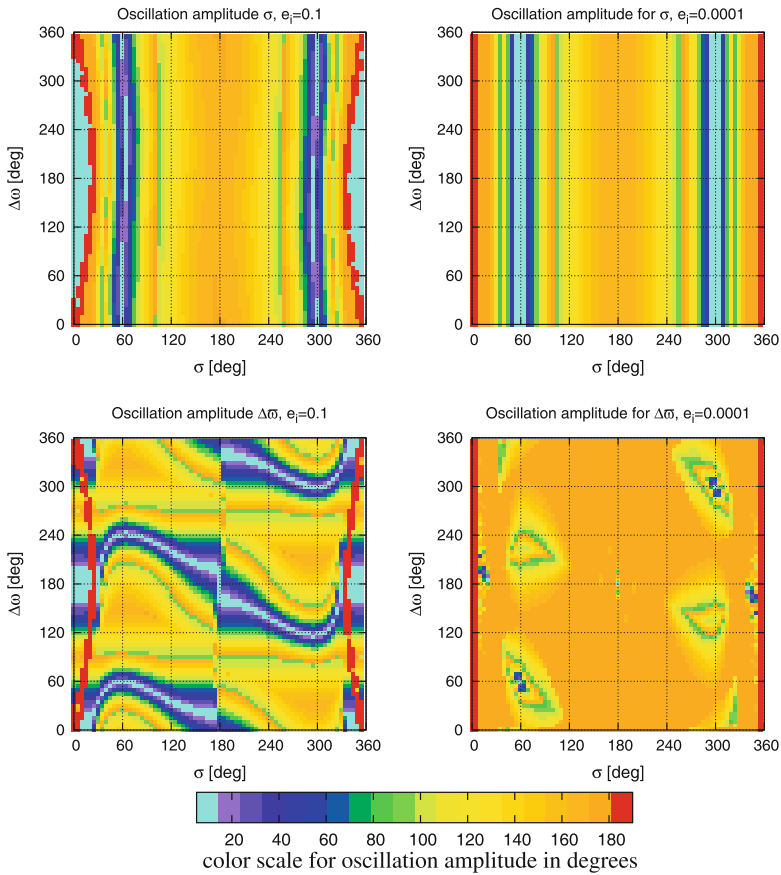 Oscillation amplitude σ, eᵢ=0.1
360
300
240
180
120
60
0
Δω [deg]
0 60 120 180 240 300 360
σ [deg]
Oscillation amplitude for σ, eᵢ=0.0001
360
300
240
180
120
60
0
Δω [deg]
0 60 120 180 240 300 360
σ [deg]
Oscillation amplitude Δϖ, eᵢ=0.1
360
300
240
180
120
60
0
Δω [deg]
0 60 120 180 240 300 360
σ [deg]
Oscillation amplitude for Δϖ, eᵢ=0.0001
360
300
240
180
120
60
0
Δω [deg]
0 60 120 180 240 300 360
σ [deg]
20 40 60 80 100 120 140 160 180
color scale for oscillation amplitude in degrees